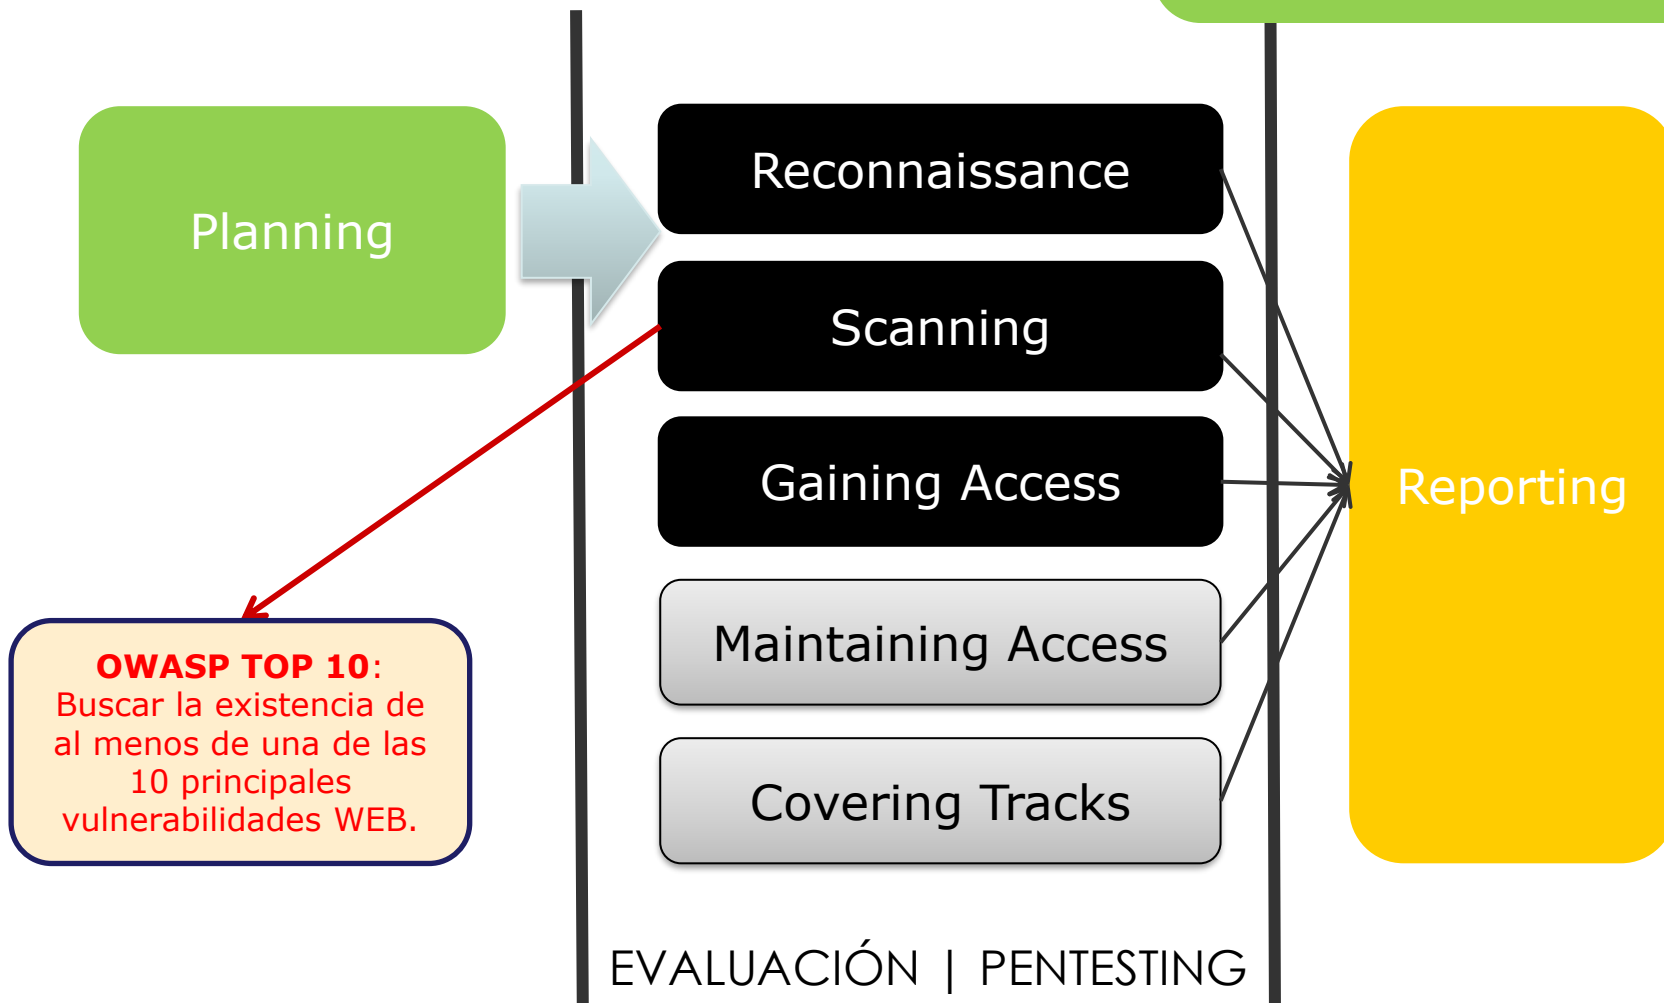 Planning
Reconnaissance
Scanning
Gaining Access
Maintaining Access
Covering Tracks
Reporting
OWASP TOP 10:
Buscar la existencia de
al menos de una de las
10 principales
vulnerabilidades WEB.
EVALUACIÓN | PENTESTING